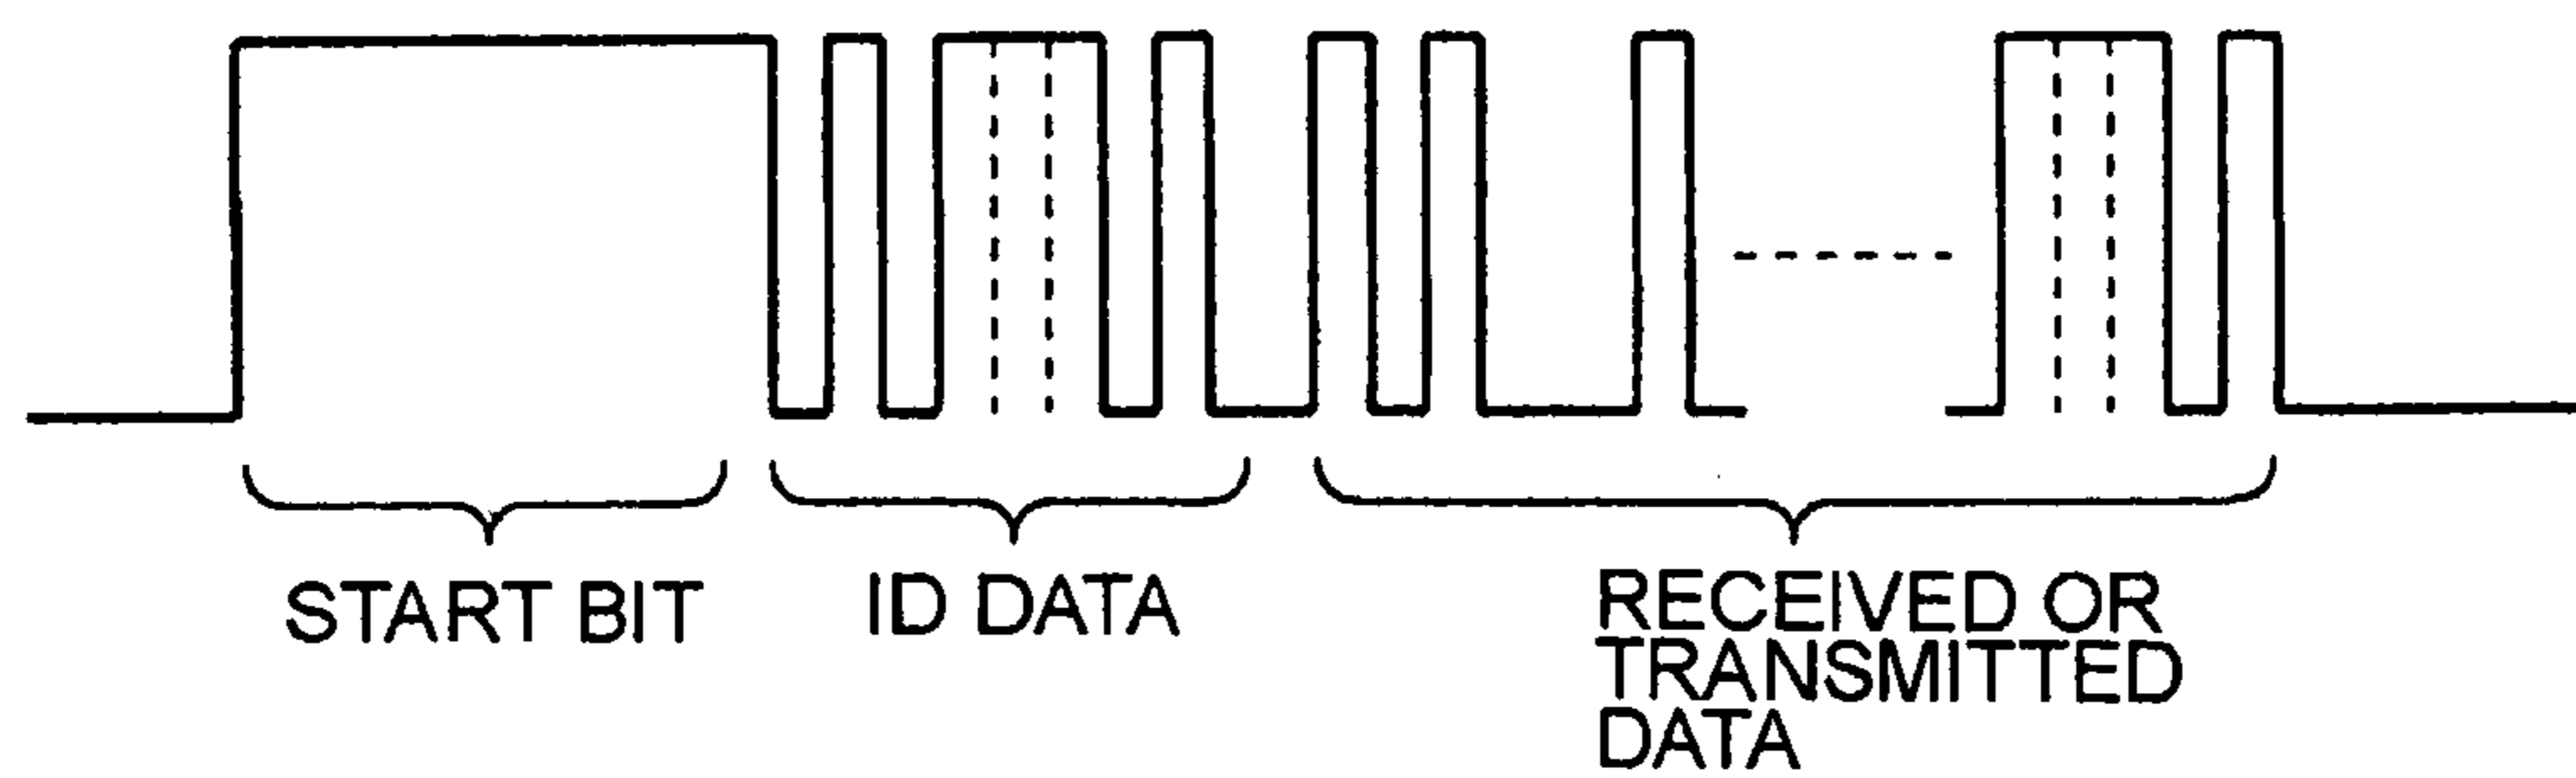 START BIT
ID DATA
RECEIVED OR
TRANSMITTED
DATA